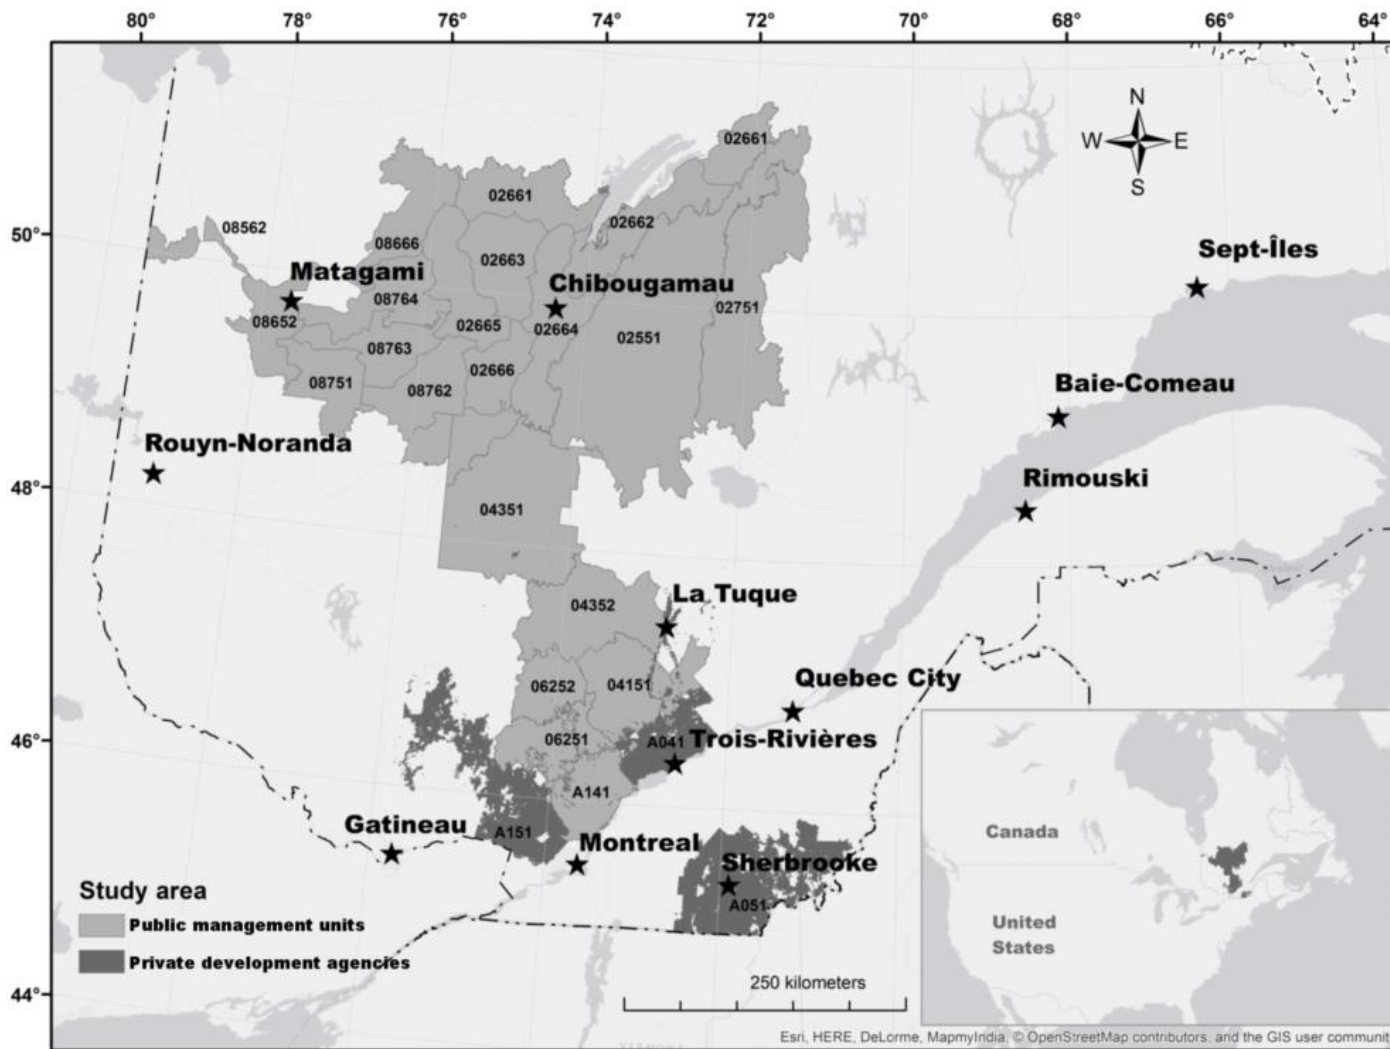 80° 78° 76° 74° 72° 70° 68° 66° 64°
N
02661
W E
S
02661
02662
08562
50°
08666
Sept-Îles
02663
Matagami
Chibougamau
08764
02751
08652
02665
02664
02551
08763
02666
08751
08762
Baie-Comeau
Rouyn-Noranda
Rimouski
48°
04351
La Tuque
04352
Quebec City
06252
04151
46°
06251
A041
Trois-Rivières
A141
Gatineau
A151
Montreal
Canada
Sherbrooke
Study area
A051
Public management units
United
States
Private development agencies
250 kilometers
44°
Esri, HERE, DeLorme, MapmyIndia, © OpenStreetMap contributors, and the GIS user communit